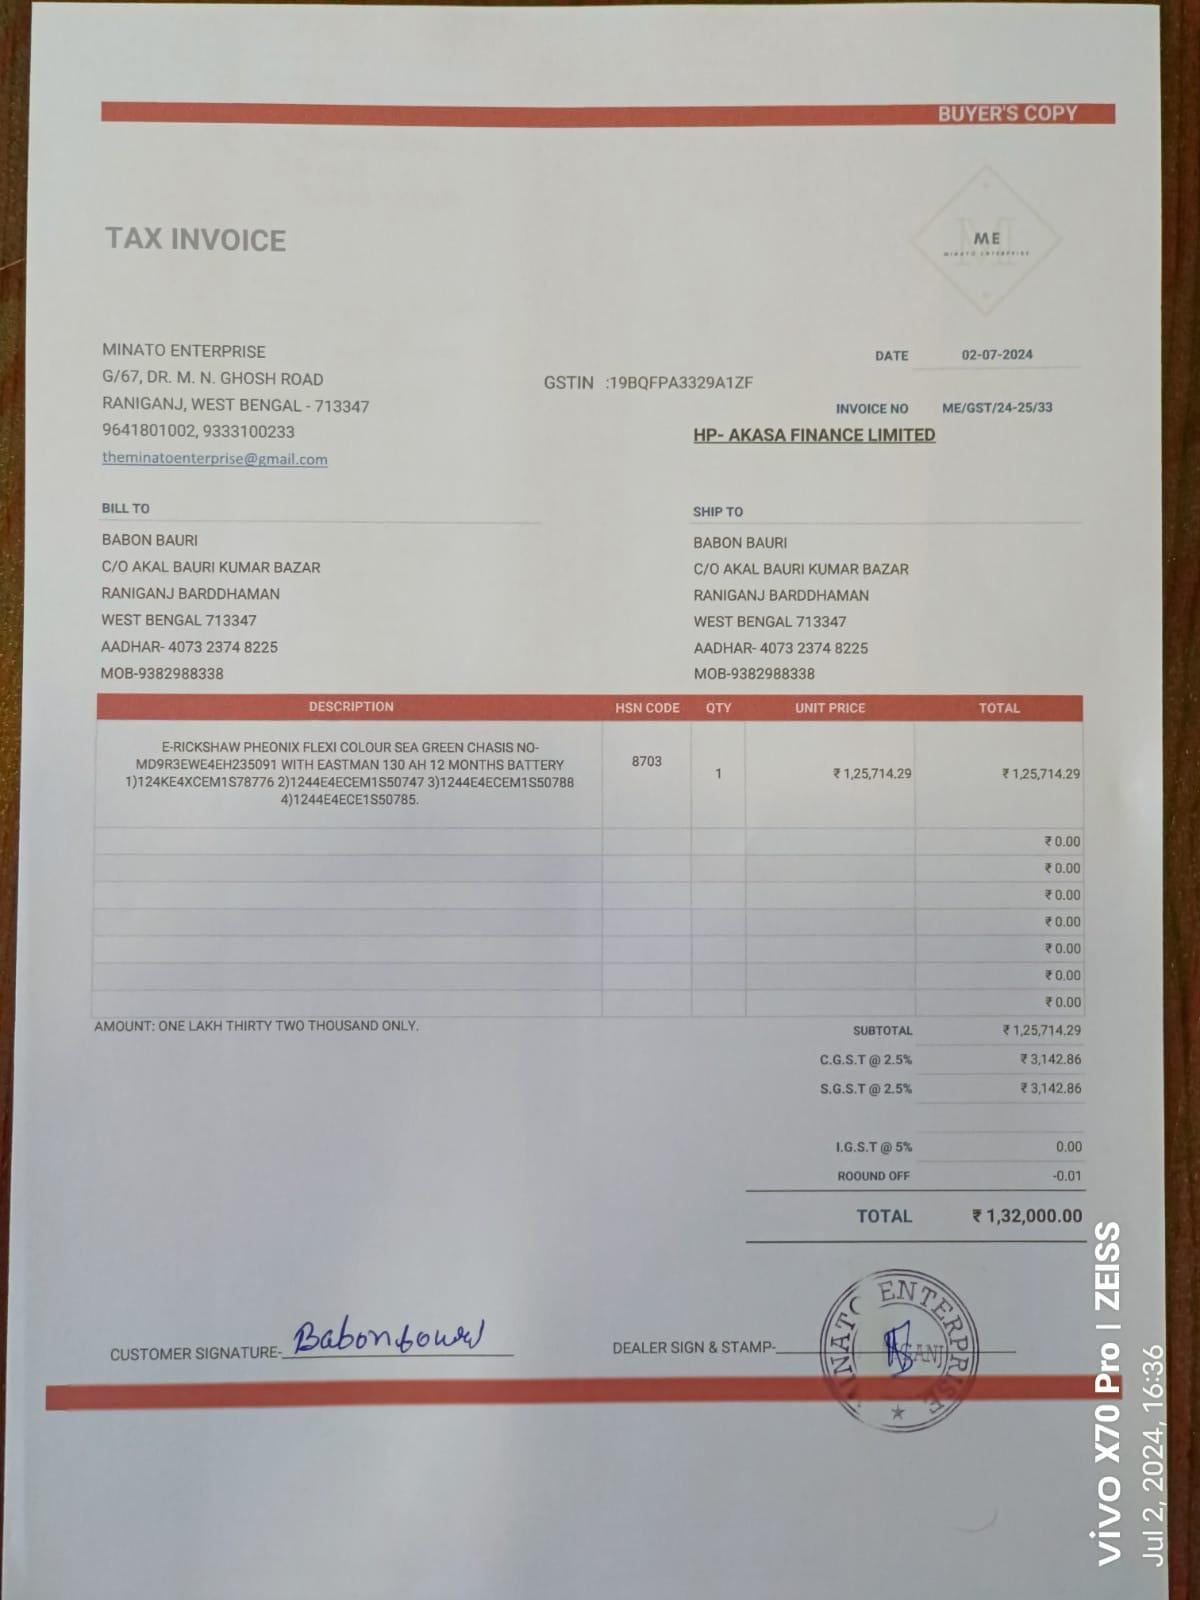 BUYER'S COPY
TAX INVOICE
ME
MINATO ENTERPRISE
MINATO ENTERPRISE
G/67, DR. M. N. GHOSH ROAD
RANIGANJ, WEST BENGAL - 713347
9641801002, 9333100233
theminatoenterprise@gmail.com
GSTIN :19BQFPA3329A1ZF
DATE 02-07-2024
INVOICE NO ME/GST/24-25/33
HP- AKASA FINANCE LIMITED
BILL TO
BABON BAURI
C/O AKAL BAURI KUMAR BAZAR
RANIGANJ BARDDHAMAN
WEST BENGAL 713347
AADHAR- 4073 2374 8225
MOB-9382988338
SHIP TO
BABON BAURI
C/O AKAL BAURI KUMAR BAZAR
RANIGANJ BARDDHAMAN
WEST BENGAL 713347
AADHAR- 4073 2374 8225
MOB-9382988338
DESCRIPTION HSN CODE QTY UNIT PRICE TOTAL
E-RICKSHAW PHEONIX FLEXI COLOUR SEA GREEN CHASIS NO-
MD9R3EWE4EH235091 WITH EASTMAN 130 AH 12 MONTHS BATTERY
1)124KE4XCEM1S78776 2)1244E4ECEM1S50747 3)1244E4ECEM1S50788
4)1244E4ECE1S50785.
8703 1 ₹ 1,25,714.29 ₹ 1,25,714.29
₹ 0.00
₹ 0.00
₹ 0.00
₹ 0.00
₹ 0.00
₹ 0.00
₹ 0.00
AMOUNT: ONE LAKH THIRTY TWO THOUSAND ONLY.
SUBTOTAL ₹ 1,25,714.29
C.G.S.T @ 2.5% ₹ 3,142.86
S.G.S.T @ 2.5% ₹ 3,142.86
I.G.S.T @ 5% 0.00
ROOUND OFF -0.01
TOTAL ₹ 1,32,000.00
CUSTOMER SIGNATURE- Babon
DEALER SIGN & STAMP-
MINATO ENTERPRISE
vivo X70 Pro | ZEISS
Jul 2, 2024, 16:36